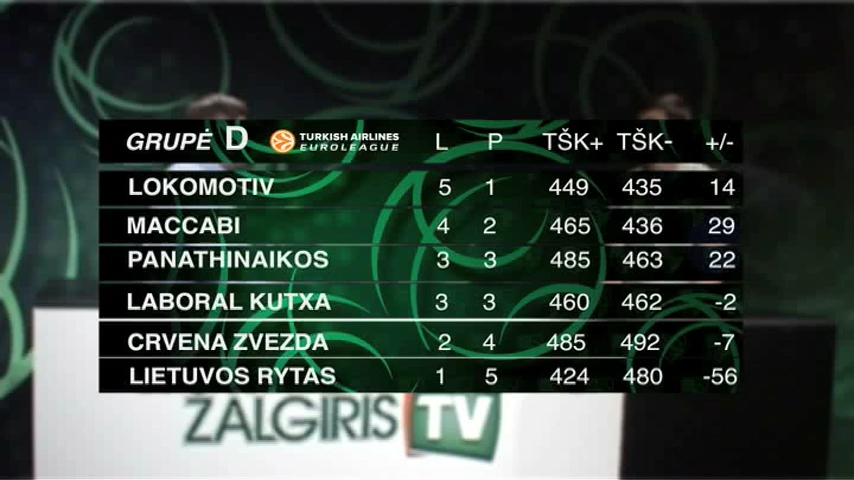 GRUPĖ D TURKISH AIRLINES EUROLEAGUE L P TŠK+ TŠK- +/-
LOKOMOTIV 5 1 449 435 14
MACCABI 4 2 465 436 29
PANATHINAIKOS 3 3 485 463 22
LABORAL KUTXA 3 3 460 462 -2
CRVENA ZVEZDA 2 4 485 492 -7
LIETUVOS RYTAS 1 5 424 480 -56
ŽALGIRIS TV